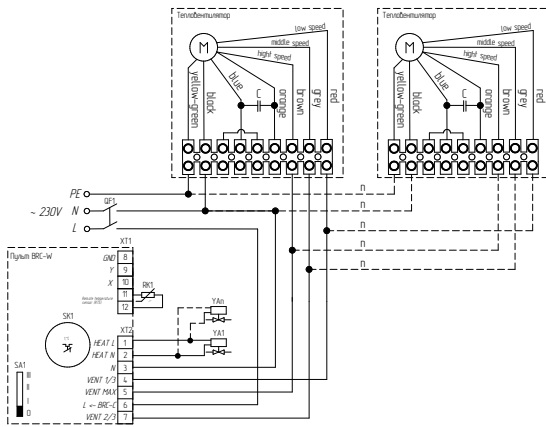 Тепловентилятор
Тепловентилятор
low speed
middle speed
hight speed
low speed
middle speed
hight speed
M
M
C
C
yellow-green
black
blue
orange
brown
grey
red
yellow-green
black
blue
orange
brown
grey
red
PE
n
QF1
~ 230V N
n
L
n
n
n
Пульт BRC-W
XT1
GND 8
Y 9
X 10
11
12
RK1
SK1
SA1
III
II
I
0
XT2
HEAT L 1
HEAT N 2
N 3
VENT 1/3 4
VENT MAX 5
L <- BRC-C 6
VENT 2/3 7
YAn
YA1